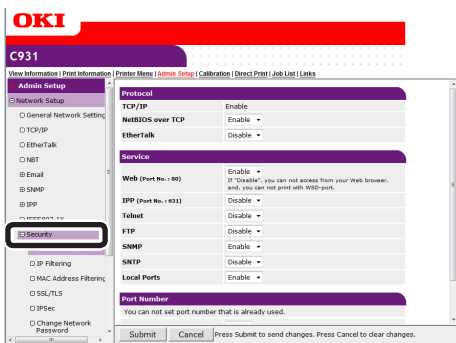 OKI
C931
View Information | Print Information | Printer Menu | Admin Setup | Calibration | Direct Print | Job List | Links
Admin Setup
Network Setup
General Network Setting
TCP/IP
EtherTalk
NBT
Email
SNMP
IPP
IEEE802.1X
Security
IP Filtering
MAC Address Filtering
SSL/TLS
IPSec
Change Network
Password
Protocol
TCP/IP Enable
NetBIOS over TCP Enable
EtherTalk Disable
Service
Web (Port No. : 80) Enable
If "Disable", you can not access from your Web browser.
and, you can not print with WSD-port.
IPP (Port No. : 631) Disable
Telnet Disable
FTP Disable
SNMP Enable
SNTP Disable
Local Ports Enable
Port Number
You can not set port number that is already used.
Submit Cancel Press Submit to send changes. Press Cancel to clear changes.